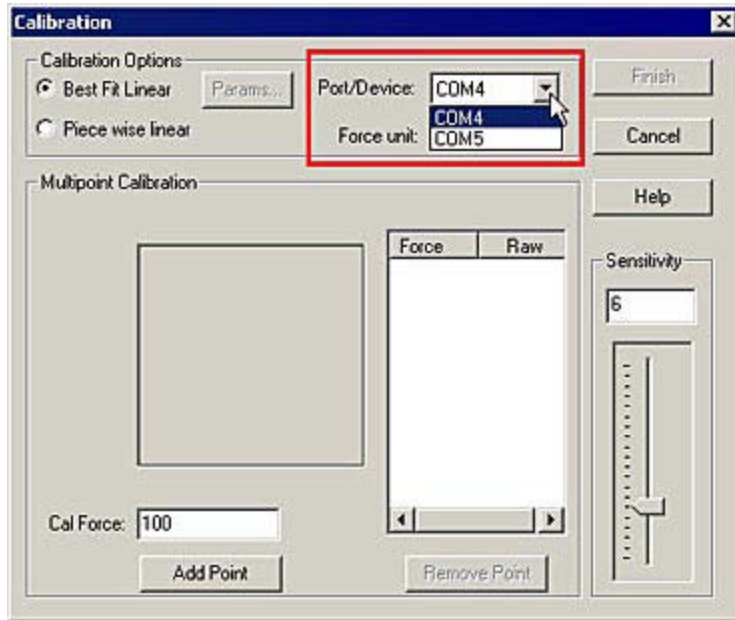 Calibration
Calibration Options
Best Fit Linear
Params...
Piece wise linear
Port/Device:
COM4
COM4
COM5
Force unit:
Finish
Cancel
Help
Multipoint Calibration
Force
Raw
Cal Force:
100
Add Point
Remove Point
Sensitivity
6